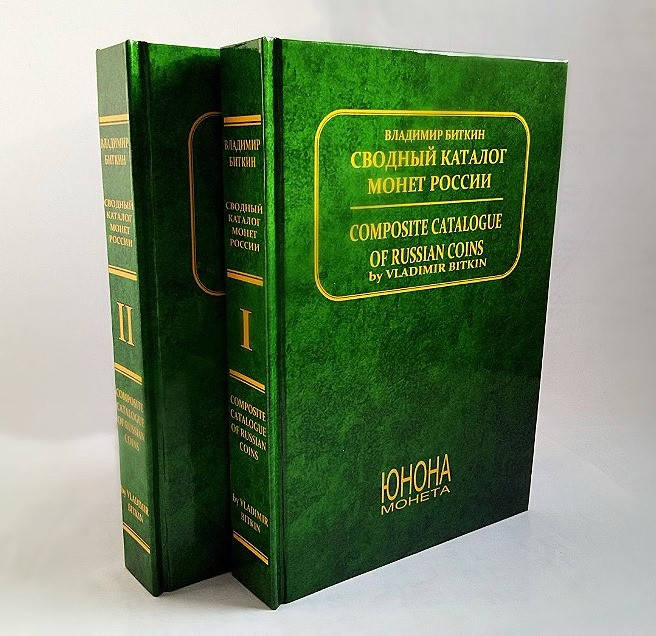 ВЛАДИМИР
БИТКИН
СВОДНЫЙ
КАТАЛОГ
МОНЕТ
РОССИИ
II
COMPOSITE
CATALOGUE
OF RUSSIAN
COINS
by VLADIMIR
BITKIN
ВЛАДИМИР
БИТКИН
СВОДНЫЙ
КАТАЛОГ
МОНЕТ
РОССИИ
I
COMPOSITE
CATALOGUE
OF RUSSIAN
COINS
by VLADIMIR
BITKIN
ВЛАДИМИР БИТКИН
СВОДНЫЙ КАТАЛОГ
МОНЕТ РОССИИ
COMPOSITE CATALOGUE
OF RUSSIAN COINS
by VLADIMIR BITKIN
ЮНОНА
МОНЕТА